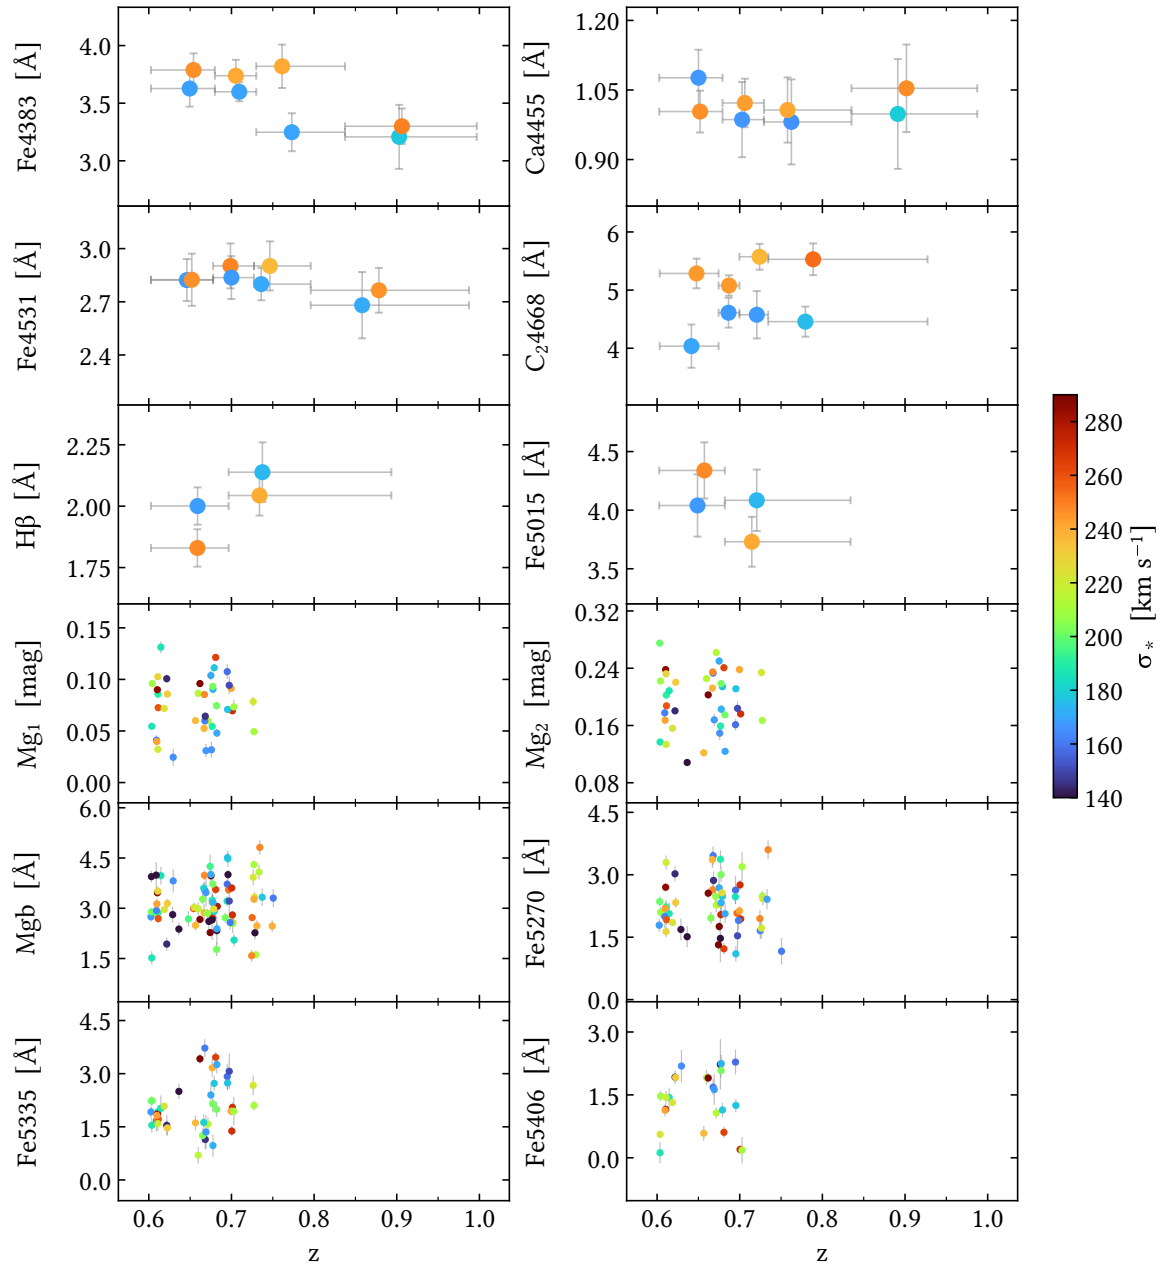 Fe4383 [Å]
4.0
3.5
3.0
Ca4455 [Å]
1.20
1.05
0.90
Fe4531 [Å]
3.0
2.7
2.4
C₂4668 [Å]
6
5
4
Hβ [Å]
2.25
2.00
1.75
Fe5015 [Å]
4.5
4.0
3.5
Mg₁ [mag]
0.15
0.10
0.05
0.00
Mg₂ [mag]
0.32
0.24
0.16
0.08
Mgb [Å]
6.0
4.5
3.0
1.5
Fe5270 [Å]
4.5
3.0
1.5
0.0
Fe5335 [Å]
4.5
3.0
1.5
0.0
Fe5406 [Å]
3.0
1.5
0.0
0.6 0.7 0.8 0.9 1.0
z
0.6 0.7 0.8 0.9 1.0
z
280
260
240
220
200
180
160
140
σ⁎ [km s⁻¹]